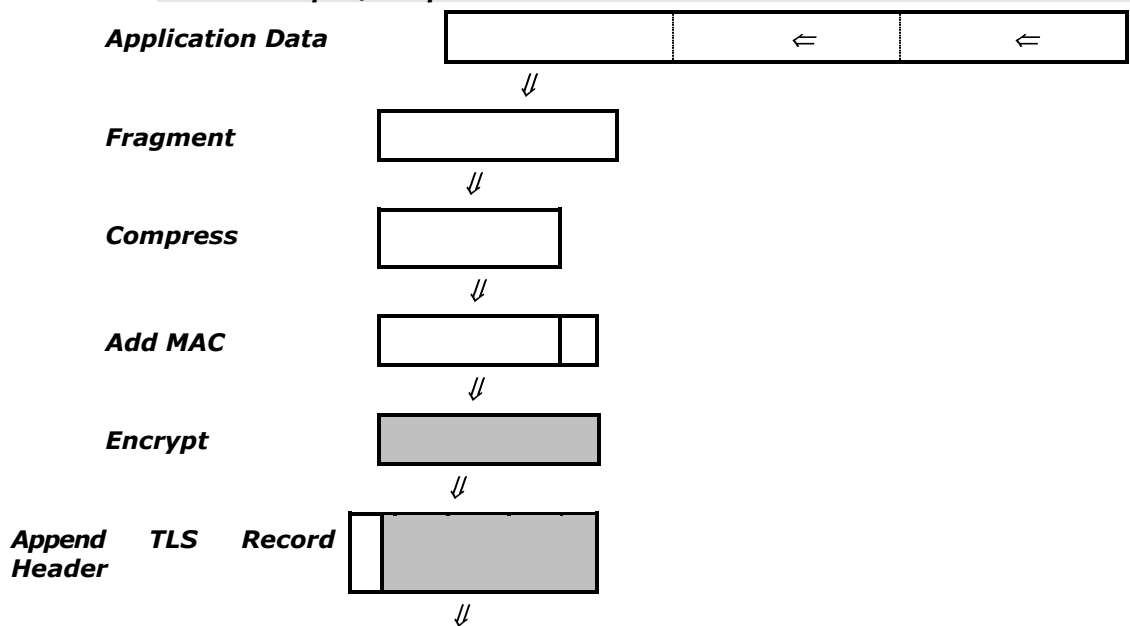 Application Data ⇐ ⇐
⇓
Fragment
⇓
Compress
⇓
Add MAC
⇓
Encrypt
⇓
Append TLS Record
Header
⇓